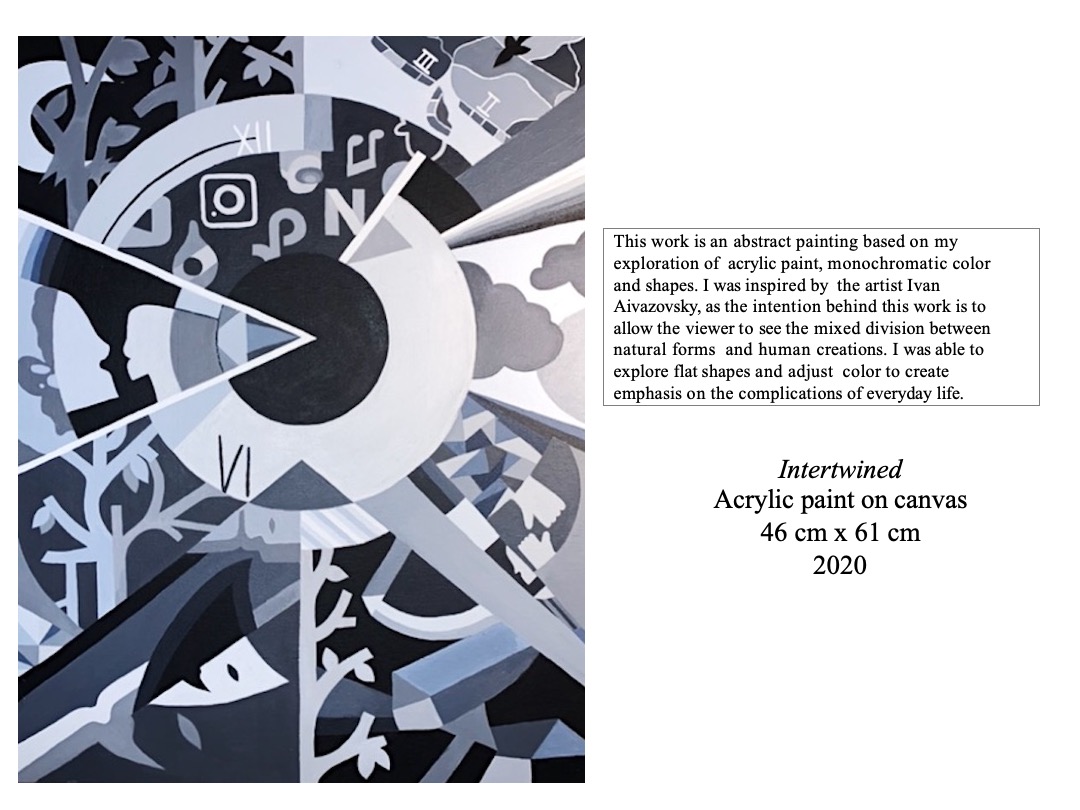 III
II
XII
N
VI
This work is an abstract painting based on my
exploration of acrylic paint, monochromatic color
and shapes. I was inspired by the artist Ivan
Aivazovsky, as the intention behind this work is to
allow the viewer to see the mixed division between
natural forms and human creations. I was able to
explore flat shapes and adjust color to create
emphasis on the complications of everyday life.
Intertwined
Acrylic paint on canvas
46 cm x 61 cm
2020